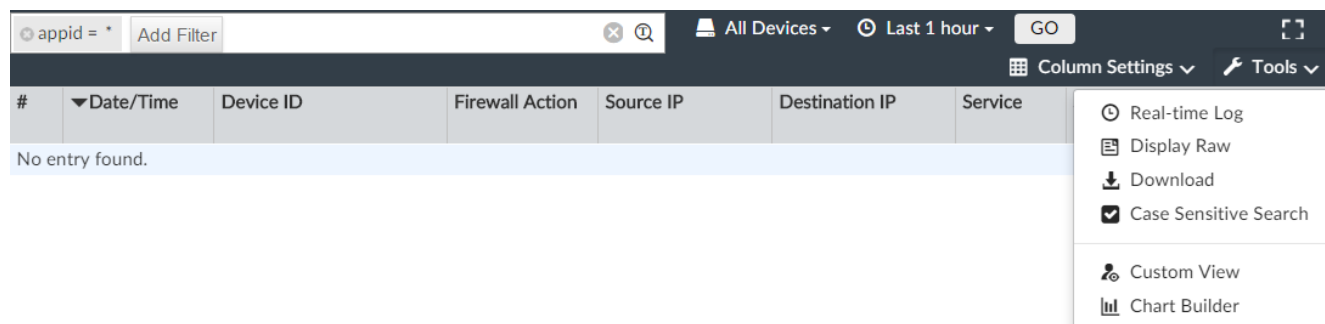 appid = * Add Filter All Devices Last 1 hour GO
Column Settings Tools
# Date/Time Device ID Firewall Action Source IP Destination IP Service
No entry found.
Real-time Log
Display Raw
Download
Case Sensitive Search
Custom View
Chart Builder